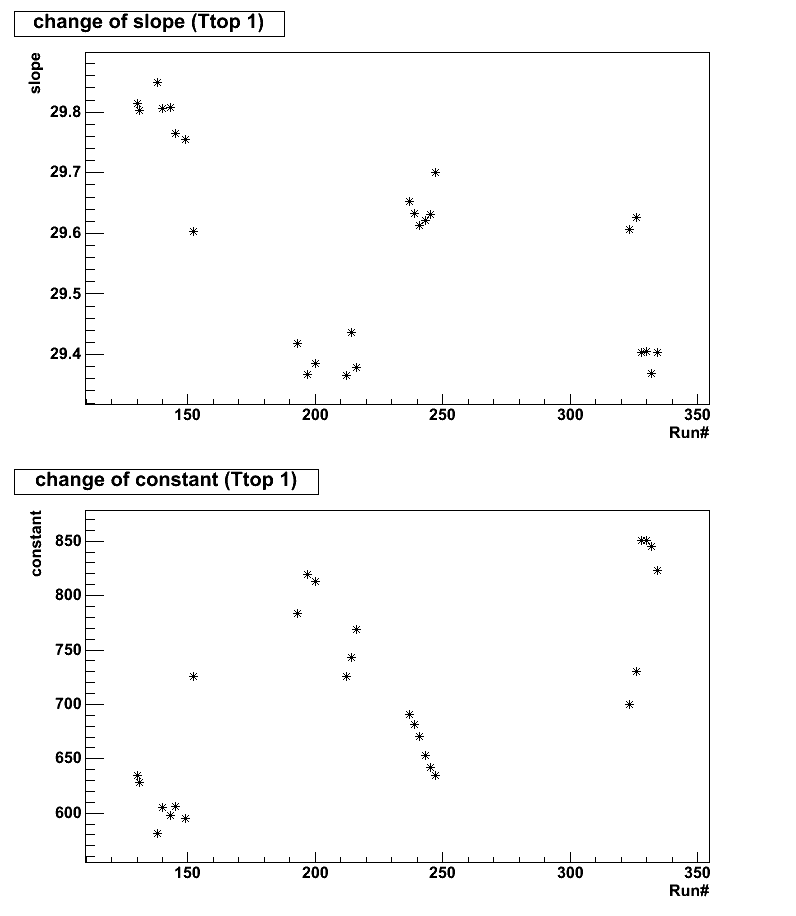 change of slope (Ttop 1)
slope
29.8
29.7
29.6
29.5
29.4
150 200 250 300 350
Run#
change of constant (Ttop 1)
constant
850
800
750
700
650
600
150 200 250 300 350
Run#